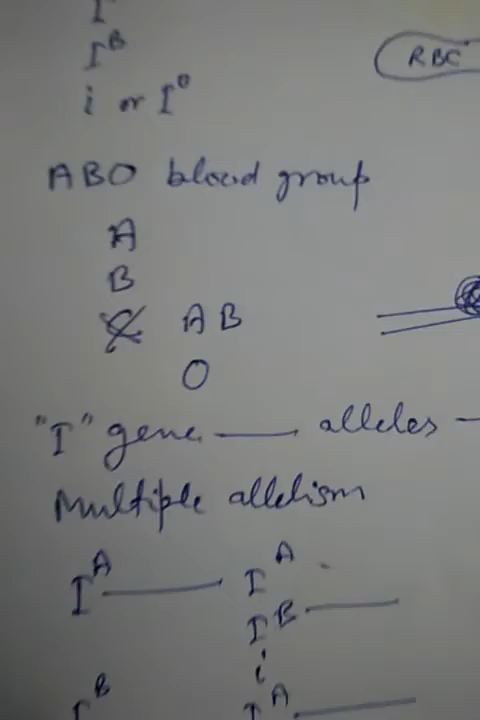 I
I^B
RBC
i or I^o
ABO blood group
A
B
AB
O
"I" gene — alleles —
Multiple allelism
I^A — I^A
I^B —
i
I^B I^A —